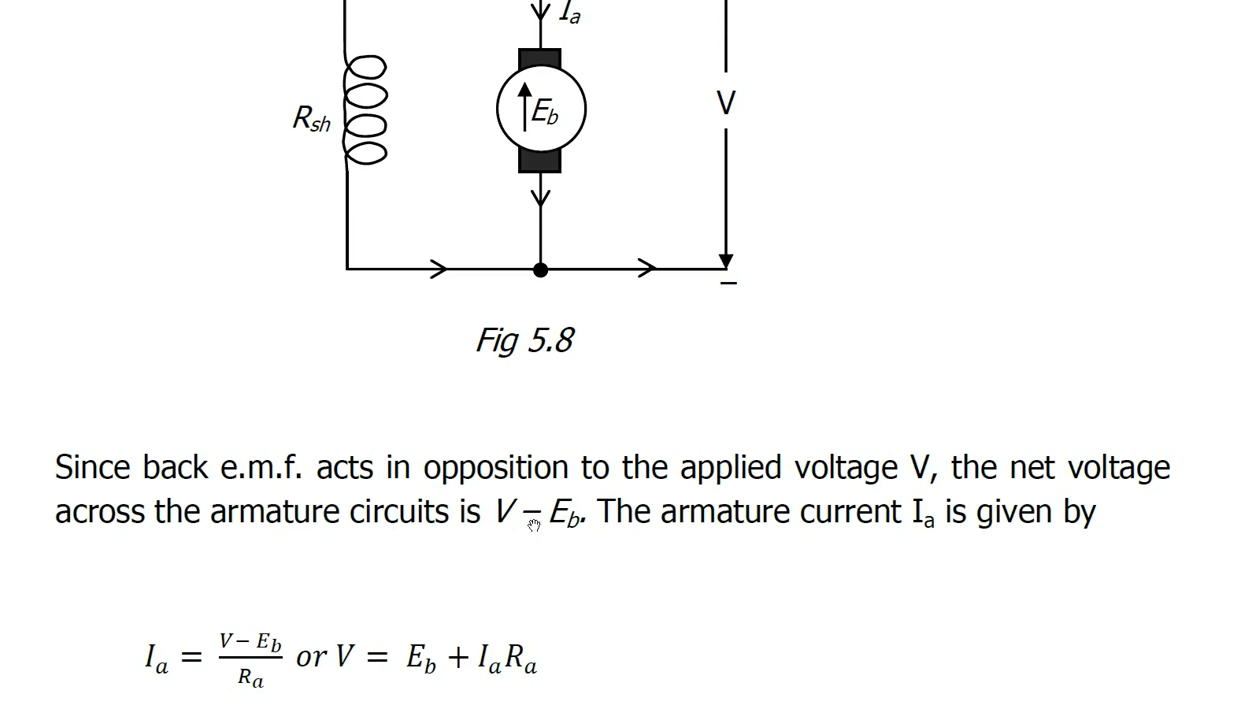 Iₐ
Rsh
Eb
V
–
Fig 5.8
Since back e.m.f. acts in opposition to the applied voltage V, the net voltage
across the armature circuits is V – Eb. The armature current Iₐ is given by
Iₐ = (V– Eb)/Rₐ or V = Eb + IₐRₐ